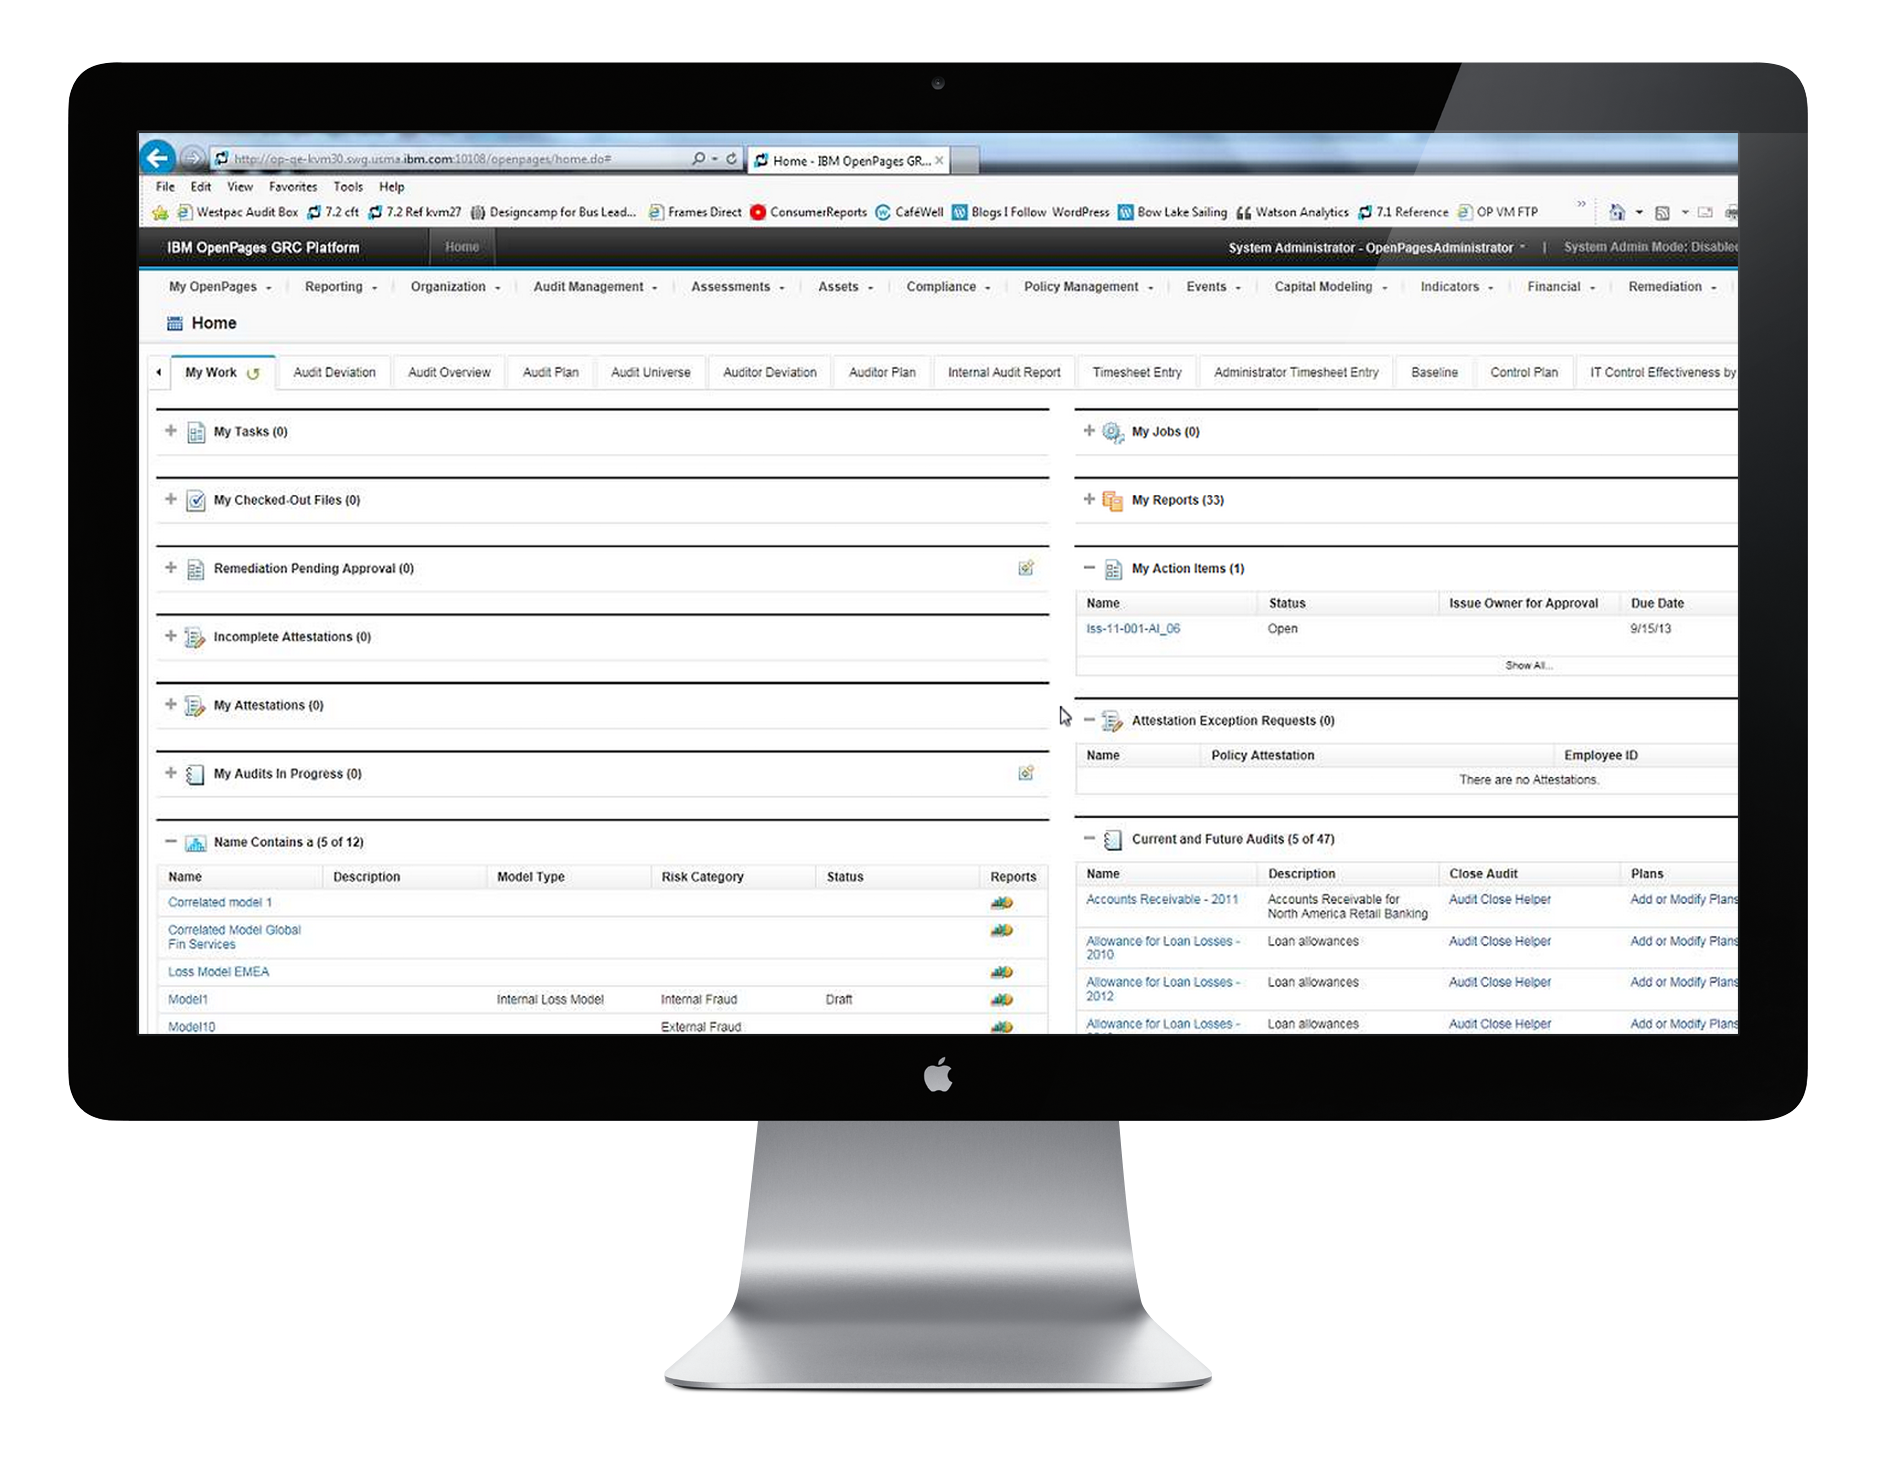 http://op-qe-kvm30.swg.usma.ibm.com:10108/openpages/home.do#
Home - IBM OpenPages GR...
File Edit View Favorites Tools Help
Westpac Audit Box 7.2 cft 7.2 Ref kvm27 Designcamp for Bus Lead... Frames Direct ConsumerReports CaféWell Blogs I Follow WordPress Bow Lake Sailing Watson Analytics 7.1 Reference OP VM FTP
IBM OpenPages GRC Platform Home System Administrator - OpenPagesAdministrator | System Admin Mode: Disabled
My OpenPages Reporting Organization Audit Management Assessments Assets Compliance Policy Management Events Capital Modeling Indicators Financial Remediation
Home
My Work Audit Deviation Audit Overview Audit Plan Audit Universe Auditor Deviation Auditor Plan Internal Audit Report Timesheet Entry Administrator Timesheet Entry Baseline Control Plan IT Control Effectiveness by
My Tasks (0)
My Checked-Out Files (0)
Remediation Pending Approval (0)
Incomplete Attestations (0)
My Attestations (0)
My Audits In Progress (0)
Name Contains a (5 of 12)
Name Description Model Type Risk Category Status Reports
Correlated model 1
Correlated Model Global
Fin Services
Loss Model EMEA
Model1 Internal Loss Model Internal Fraud Draft
Model10 External Fraud
My Jobs (0)
My Reports (33)
My Action Items (1)
Name Status Issue Owner for Approval Due Date
Iss-11-001-AI_06 Open 9/15/13
Show All...
Attestation Exception Requests (0)
Name Policy Attestation Employee ID
There are no Attestations.
Current and Future Audits (5 of 47)
Name Description Close Audit Plans
Accounts Receivable - 2011 Accounts Receivable for Audit Close Helper Add or Modify Plans
North America Retail Banking
Allowance for Loan Losses - Loan allowances Audit Close Helper Add or Modify Plans
2010
Allowance for Loan Losses - Loan allowances Audit Close Helper Add or Modify Plans
2012
Allowance for Loan Losses - Loan allowances Audit Close Helper Add or Modify Plans